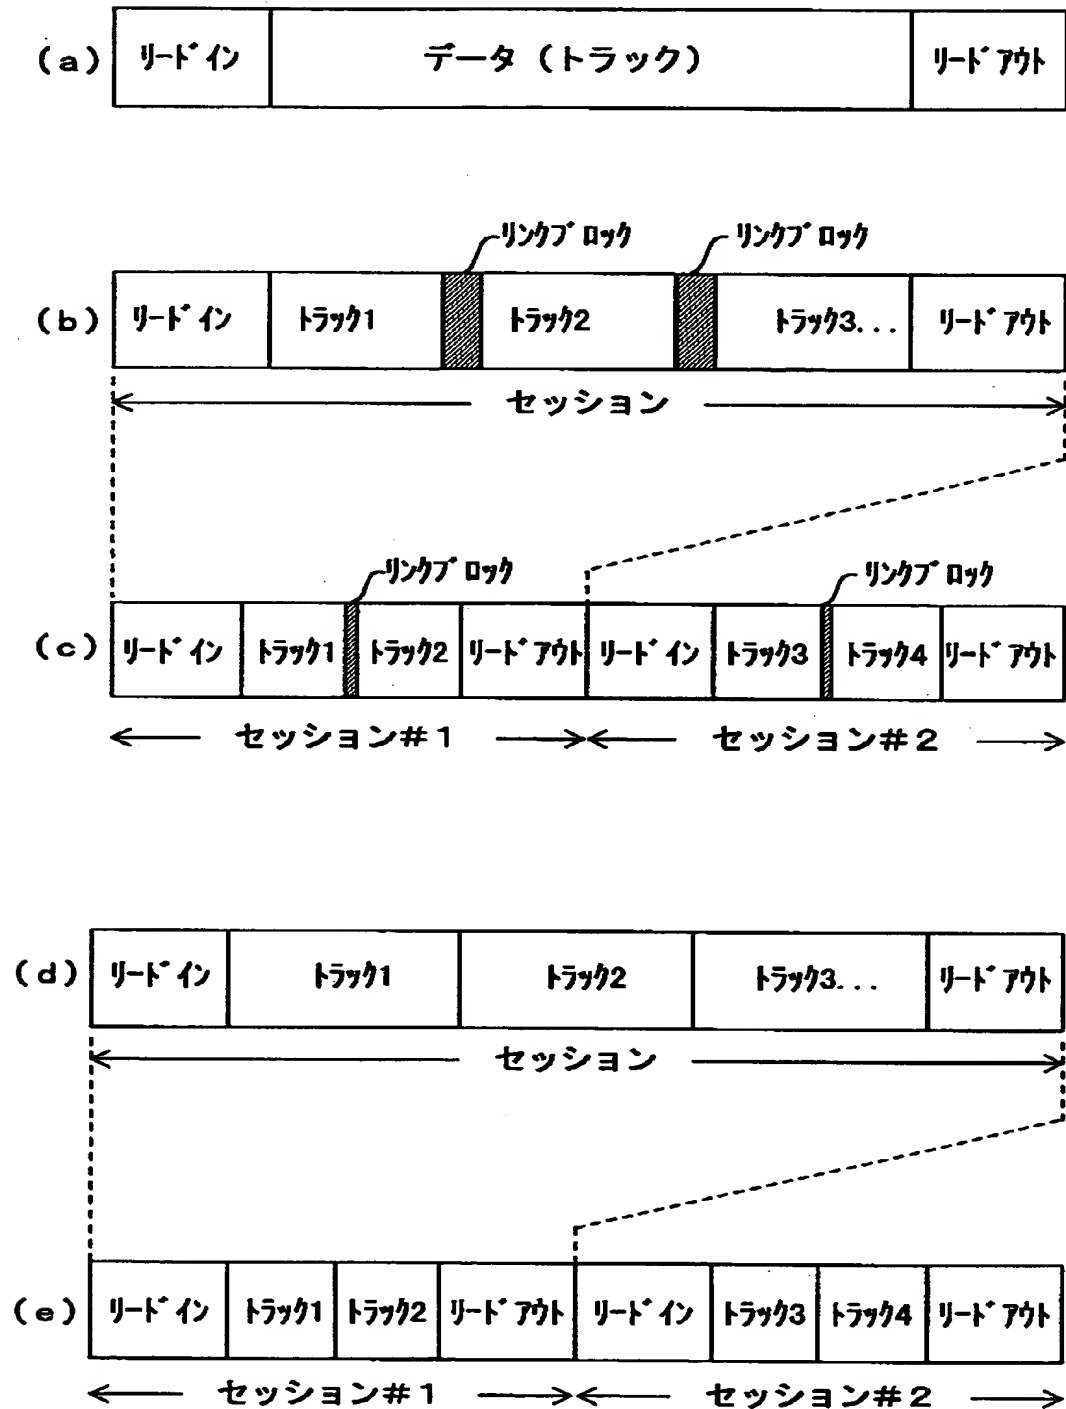 (a) リードイン データ(トラック) リードアウト
リンクブロック リンクブロック
(b) リードイン トラック1 トラック2 トラック3... リードアウト
セッション
リンクブロック リンクブロック
(c) リードイン トラック1 トラック2 リードアウト リードイン トラック3 トラック4 リードアウト
セッション#1 セッション#2
(d) リードイン トラック1 トラック2 トラック3... リードアウト
セッション
(e) リードイン トラック1 トラック2 リードアウト リードイン トラック3 トラック4 リードアウト
セッション#1 セッション#2